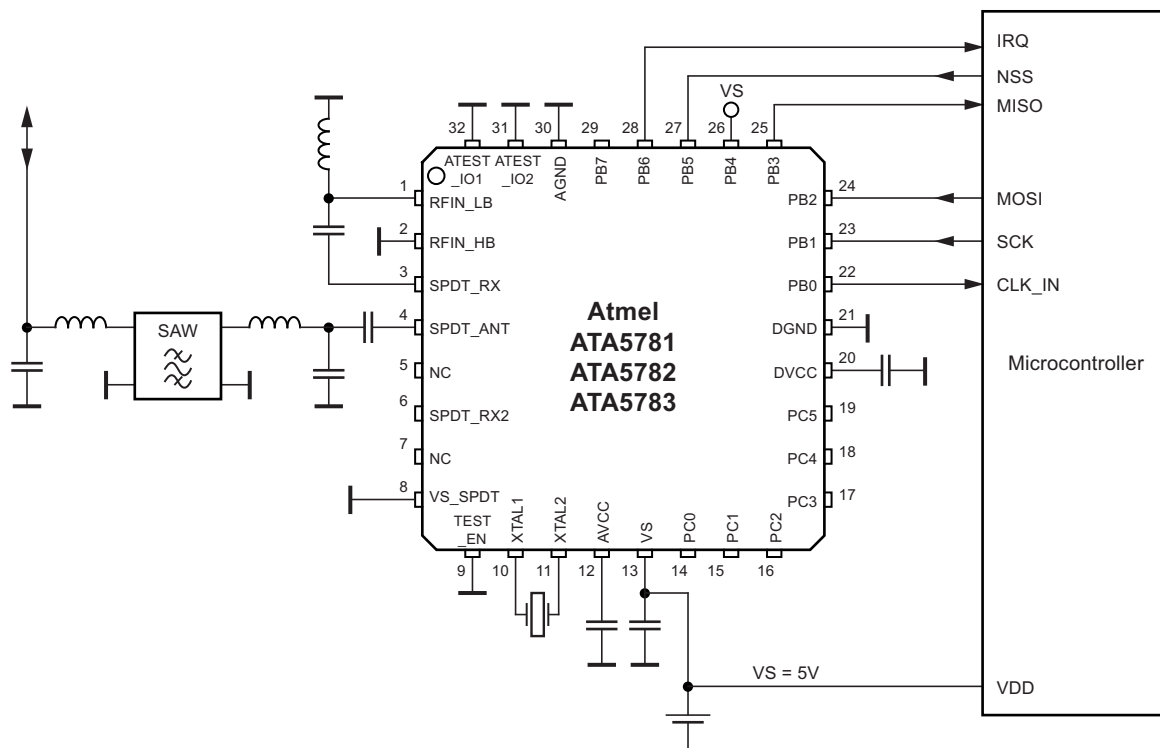 IRQ
NSS
VS
MISO
32
31
30
29
28
27
26
25
ATEST
_IO1
ATEST
_IO2
AGND
PB7
PB6
PB5
PB4
PB3
1
RFIN_LB
PB2
24
MOSI
2
RFIN_HB
PB1
23
SCK
3
SPDT_RX
PB0
22
CLK_IN
SAW
4
SPDT_ANT
Atmel
ATA5781
ATA5782
ATA5783
DGND
21
5
NC
DVCC
20
Microcontroller
6
SPDT_RX2
PC5
19
7
NC
PC4
18
8
VS_SPDT
PC3
17
TEST
_EN
XTAL1
XTAL2
AVCC
VS
PC0
PC1
PC2
9
10
11
12
13
14
15
16
VS = 5V
VDD